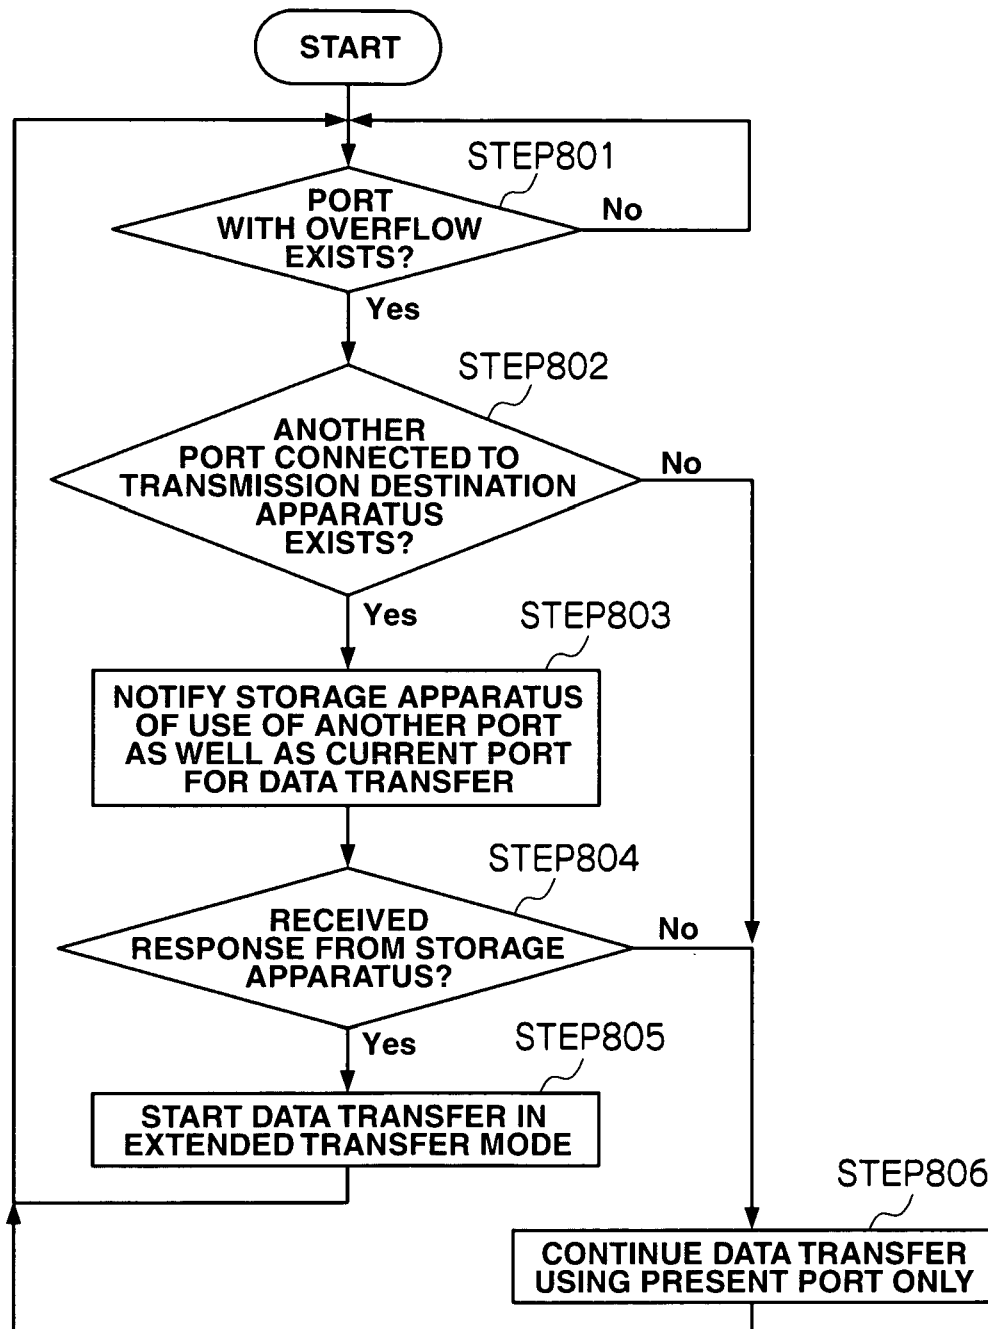 START
STEP801
PORT
WITH OVERFLOW
EXISTS?
No
Yes
STEP802
ANOTHER
PORT CONNECTED TO
TRANSMISSION DESTINATION
APPARATUS
EXISTS?
No
Yes
STEP803
NOTIFY STORAGE APPARATUS
OF USE OF ANOTHER PORT
AS WELL AS CURRENT PORT
FOR DATA TRANSFER
STEP804
RECEIVED
RESPONSE FROM STORAGE
APPARATUS?
No
Yes
STEP805
START DATA TRANSFER IN
EXTENDED TRANSFER MODE
STEP806
CONTINUE DATA TRANSFER
USING PRESENT PORT ONLY